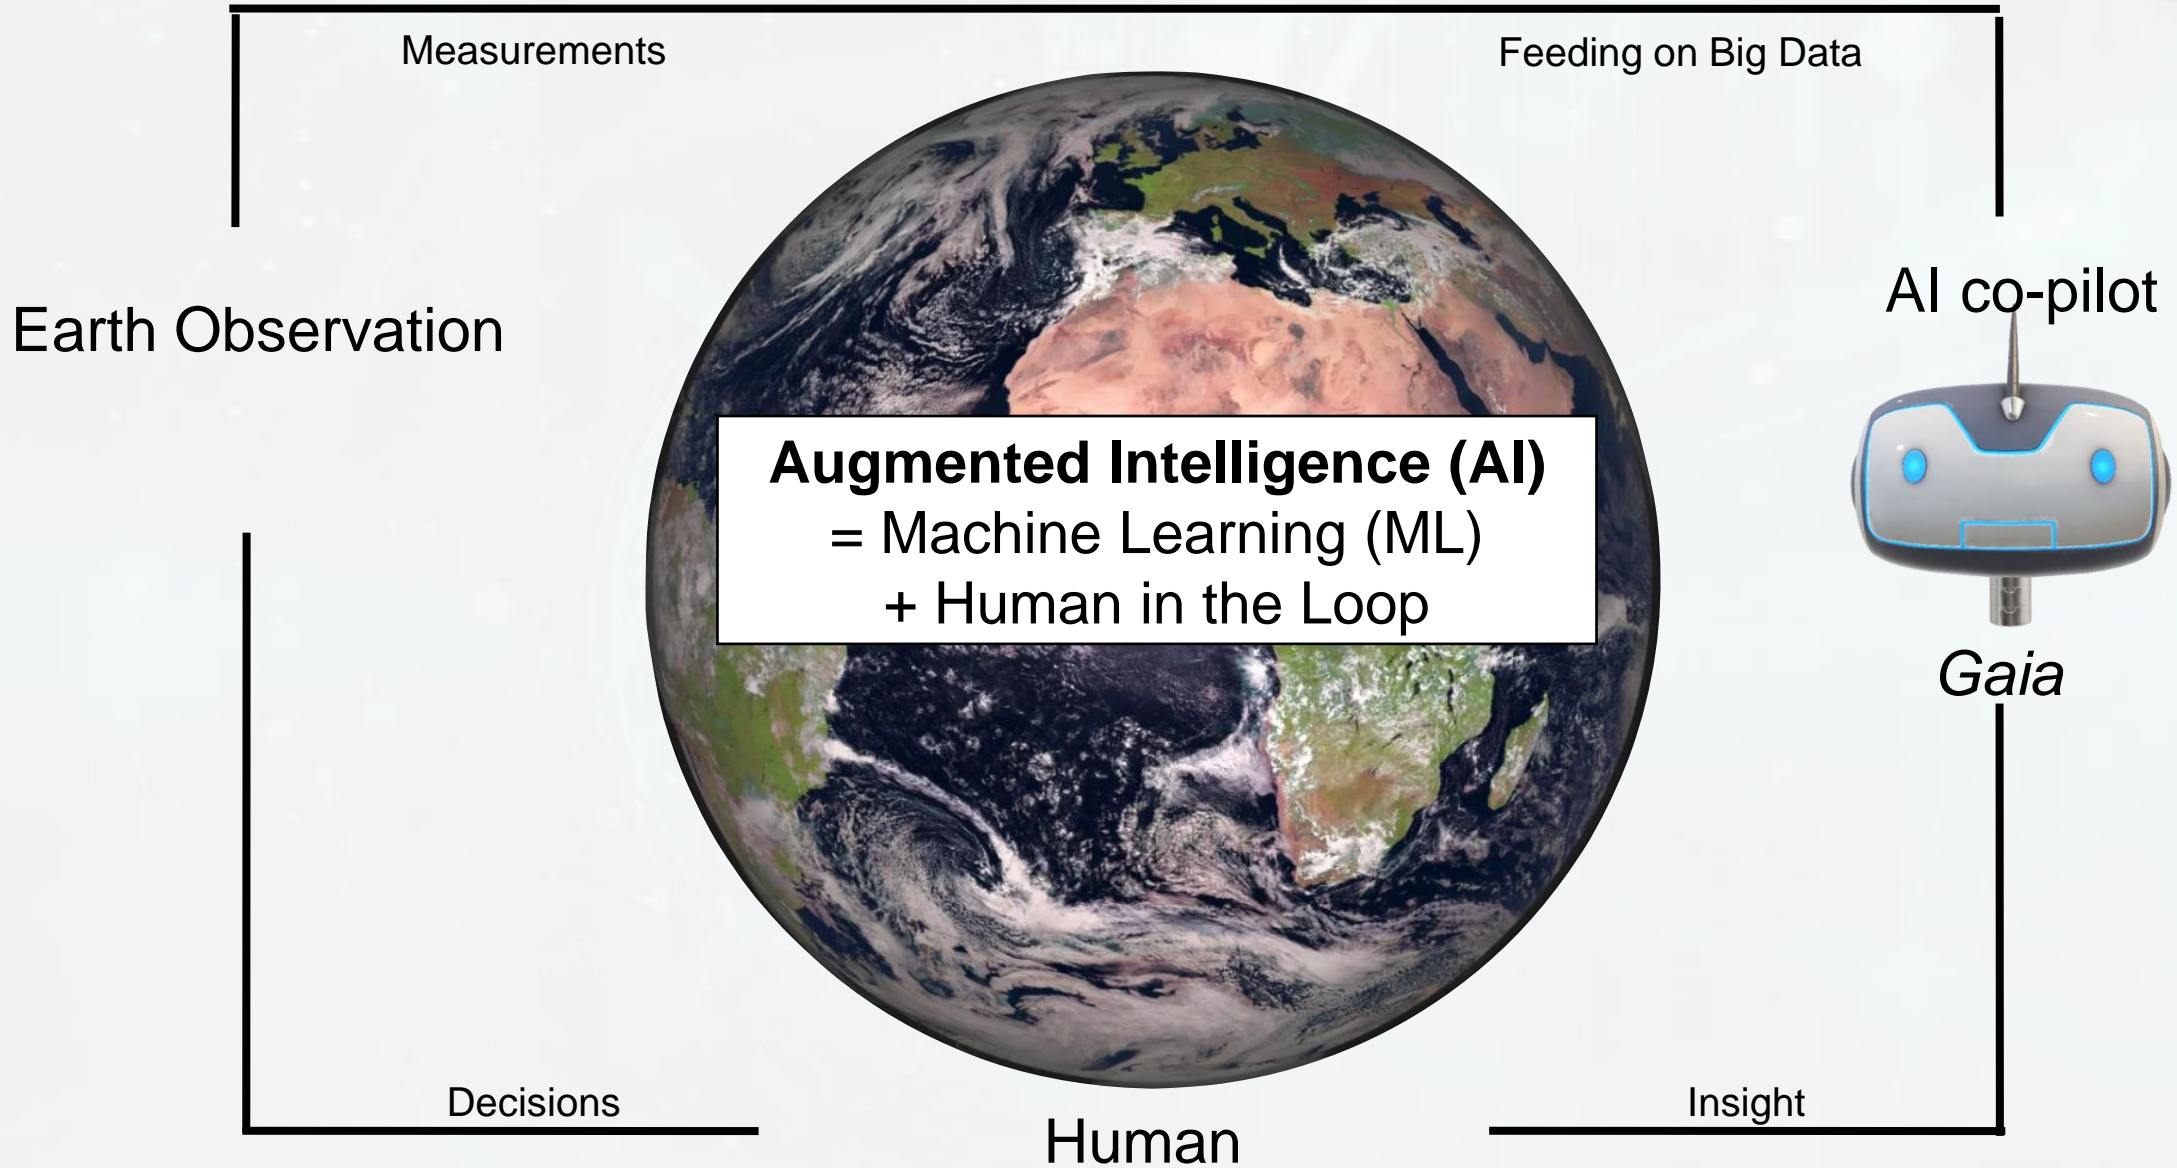 Measurements
Feeding on Big Data
Earth Observation
AI co-pilot
Augmented Intelligence (AI)
= Machine Learning (ML)
+ Human in the Loop
Gaia
Decisions
Insight
Human